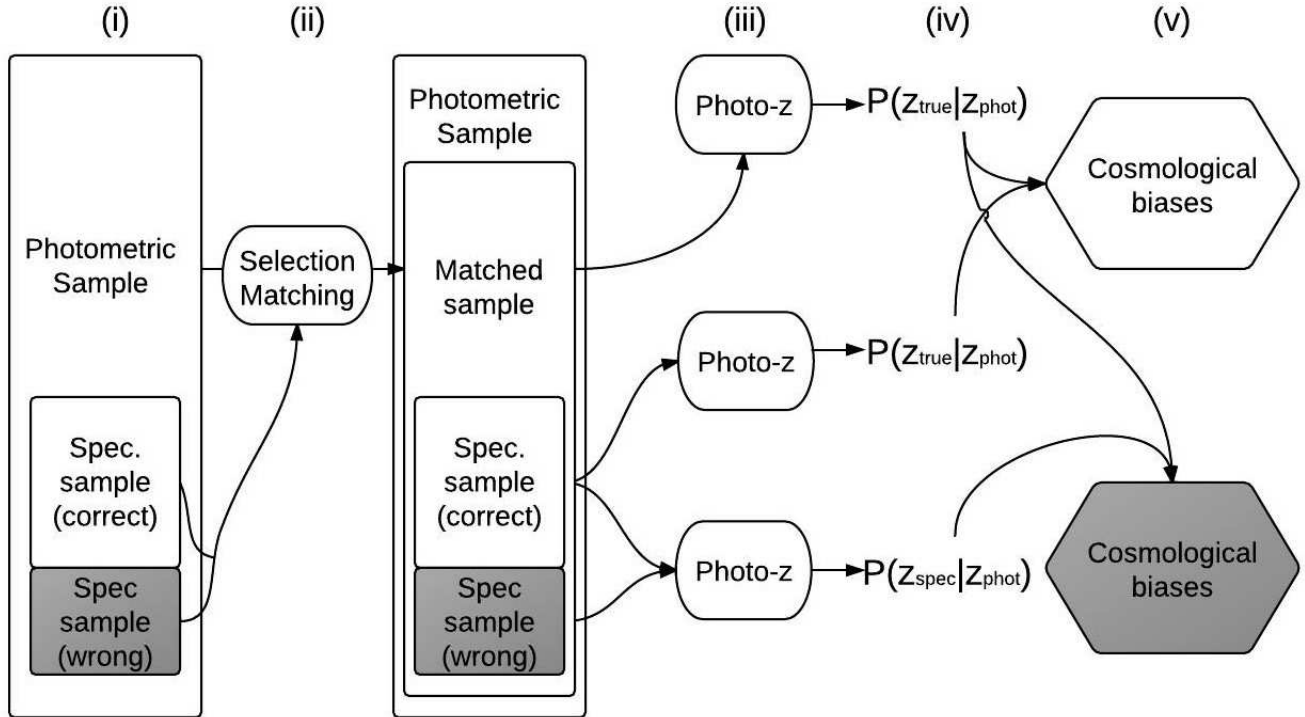 (i)
(ii)
(iii)
(iv)
(v)
Photometric
Sample
Spec.
sample
(correct)
Spec
sample
(wrong)
Selection
Matching
Photometric
Sample
Matched
sample
Spec.
sample
(correct)
Spec
sample
(wrong)
Photo-z
P(ztrue|zphot)
Photo-z
P(ztrue|zphot)
Photo-z
P(zspec|zphot)
Cosmological
biases
Cosmological
biases